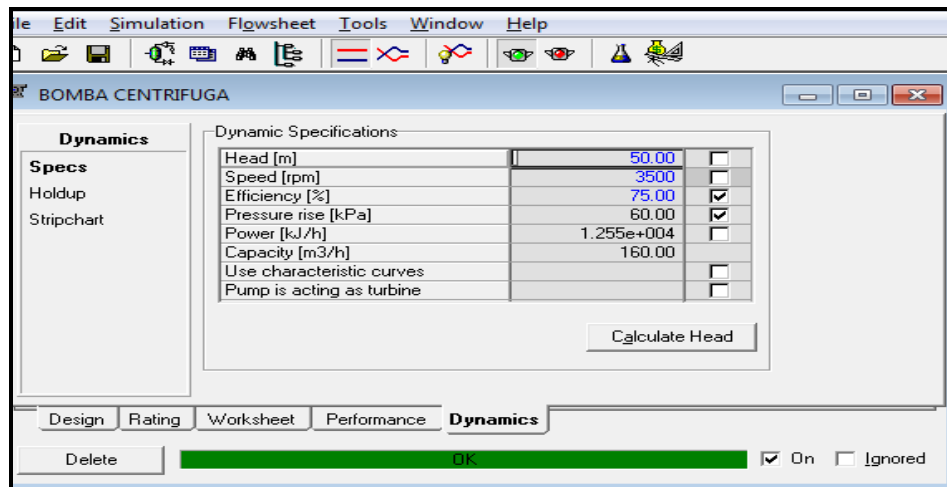 ile Edit Simulation Flowsheet Tools Window Help
BOMBA CENTRIFUGA
Dynamics
Specs
Holdup
Stripchart
Dynamic Specifications
Head [m] 50.00
Speed [rpm] 3500
Efficiency [%] 75.00
Pressure rise [kPa] 60.00
Power [kJ/h] 1.255e+004
Capacity [m3/h] 160.00
Use characteristic curves
Pump is acting as turbine
Calculate Head
Design Rating Worksheet Performance Dynamics
Delete OK On Ignored